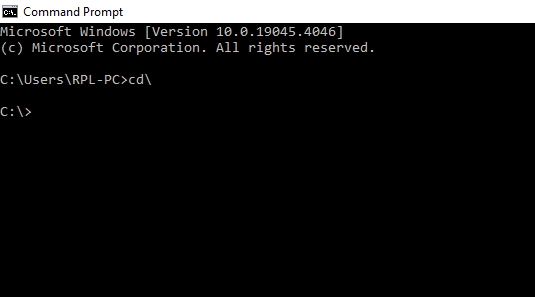 Command Prompt
Microsoft Windows [Version 10.0.19045.4046]
(c) Microsoft Corporation. All rights reserved.
C:\Users\RPL-PC>cd\
C:\>